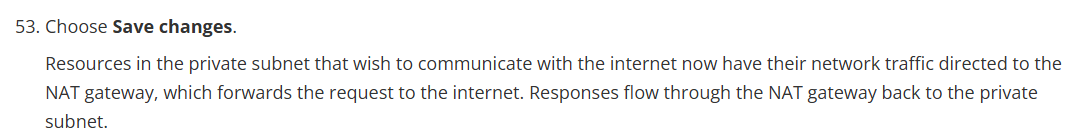 53. Choose Save changes.
Resources in the private subnet that wish to communicate with the internet now have their network traffic directed to the
NAT gateway, which forwards the request to the internet. Responses flow through the NAT gateway back to the private
subnet.